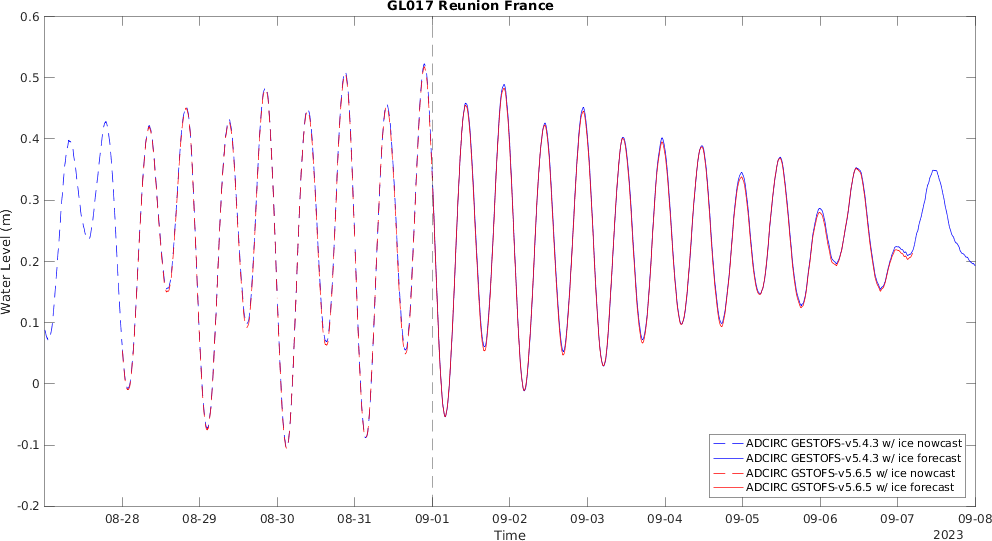 GL017 Reunion France
0.6
0.5
0.4
0.3
0.2
0.1
0
-0.1
-0.2
Water Level (m)
ADCIRC GESTOFS-v5.4.3 w/ ice nowcast
ADCIRC GESTOFS-v5.4.3 w/ ice forecast
ADCIRC GSTOFS-v5.6.5 w/ ice nowcast
ADCIRC GSTOFS-v5.6.5 w/ ice forecast
08-28 08-29 08-30 08-31 09-01 09-02 09-03 09-04 09-05 09-06 09-07 09-08
Time
2023